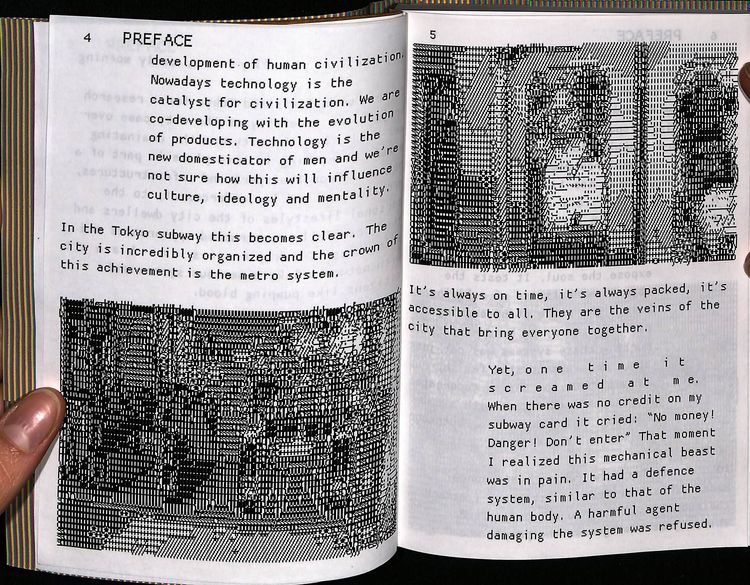 4 PREFACE
development of human civilization.
Nowadays technology is the
catalyst for civilization. We are
co-developing with the evolution
of products. Technology is the
new domesticator of men and we're
not sure how this will influence
culture, ideology and mentality.
In the Tokyo subway this becomes clear. The
city is incredibly organized and the crown of
this achievement is the metro system.
5
It's always on time, it's always packed, it's
accessible to all. They are the veins of the
city that bring everyone together.
Yet, one time it
screamed at me.
When there was no credit on my
subway card it cried: “No money!
Danger! Don't enter” That moment
I realized this mechanical beast
was in pain. It had a defence
system, similar to that of the
human body. A harmful agent
damaging the system was refused.